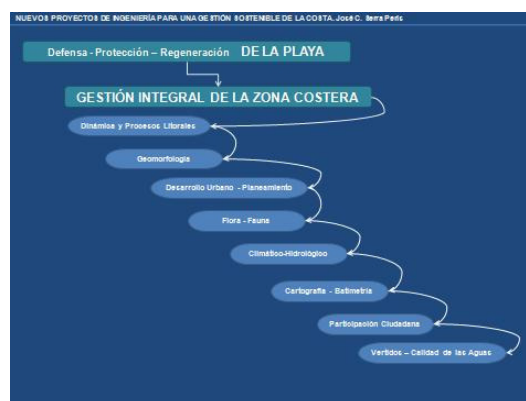 NUEVOS PROYECTOS DE INGENIERÍA PARA UNA GESTIÓN SOSTENIBLE DE LA COSTA. José C. Serra Peris
Defensa - Protección – Regeneración DE LA PLAYA
GESTIÓN INTEGRAL DE LA ZONA COSTERA
Dinámica y Procesos Litorales
Geomorfología
Desarrollo Urbano - Planeamiento
Flora - Fauna
Climático-Hidrológico
Cartografía - Batimetría
Participación Ciudadana
Vertidos – Calidad de las Aguas